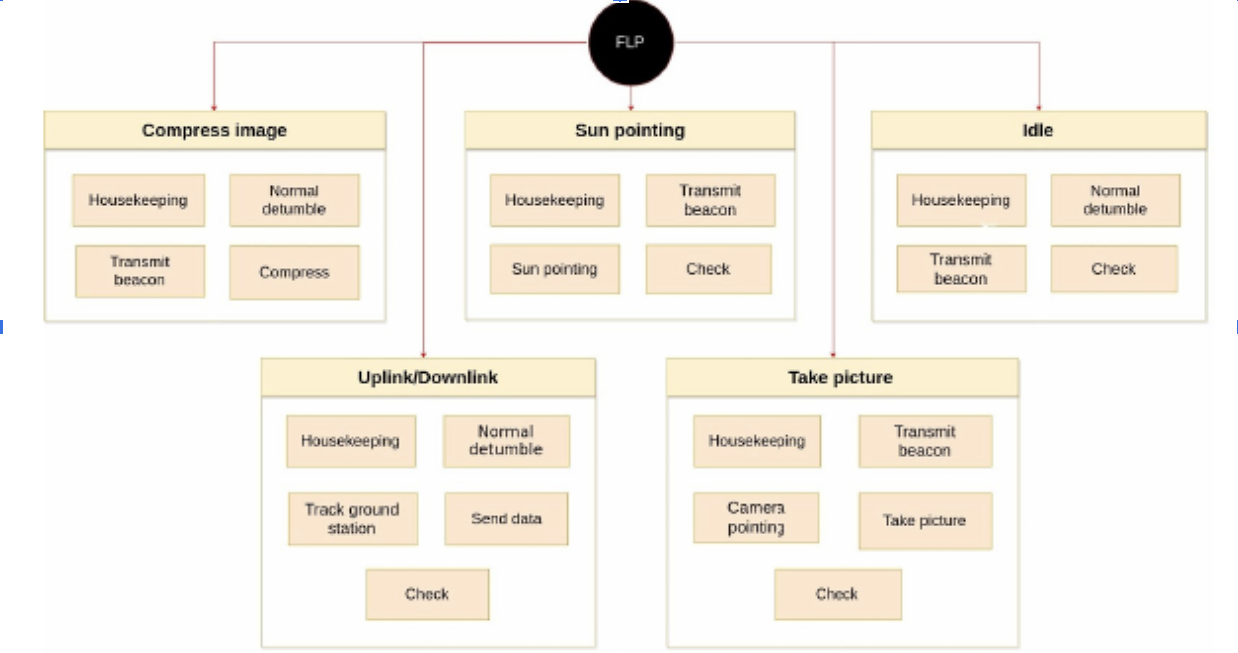 FLP
Compress image
Housekeeping
Normal
detumble
Transmit
beacon
Compress
Sun pointing
Housekeeping
Transmit
beacon
Sun pointing
Check
Idle
Housekeeping
Normal
detumble
Transmit
beacon
Check
Uplink/Downlink
Housekeeping
Normal
detumble
Track ground
station
Send data
Check
Take picture
Housekeeping
Transmit
beacon
Camera
pointing
Take picture
Check